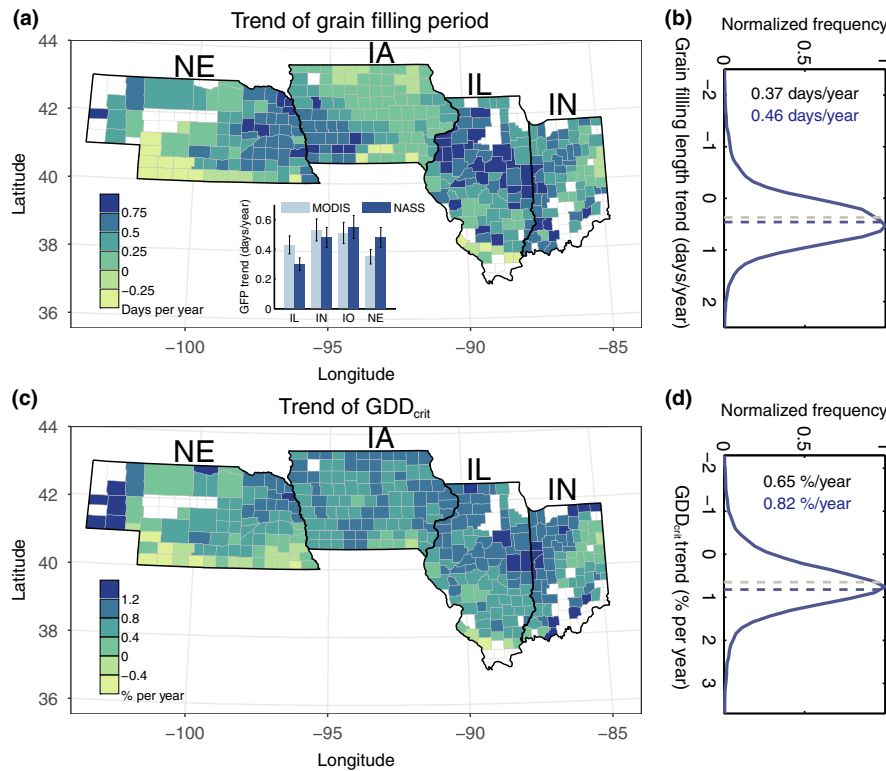 (a)
Trend of grain filling period
44
42
40
38
36
Latitude
NE
IA
IL
IN
0.75
0.5
0.25
0
−0.25
Days per year
MODIS
NASS
GFP trend (days/year)
0.6
0.4
0.2
0
IL
IN
IO
NE
−100
−95
−90
−85
Longitude
(b)
Normalized frequency
0
0.5
1
Grain filling length trend (days/year)
−2
−1
0
1
2
0.37 days/year
0.46 days/year
(c)
Trend of GDDcrit
44
42
40
38
36
Latitude
NE
IA
IL
IN
1.2
0.8
0.4
0
−0.4
% per year
−100
−95
−90
−85
Longitude
(d)
Normalized frequency
0
0.5
1
GDDcrit trend (% per year)
−2
−1
0
1
2
3
0.65 %/year
0.82 %/year